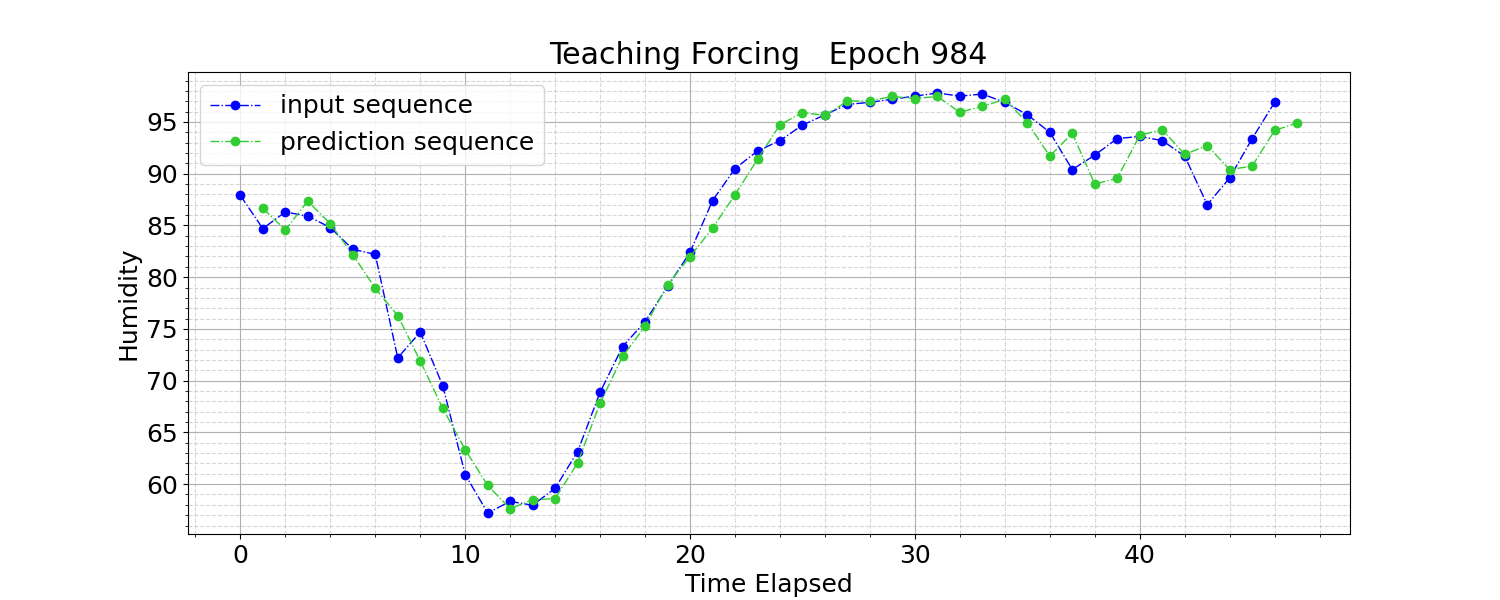 Teaching Forcing   Epoch 984
input sequence
prediction sequence
Humidity
95
90
85
80
75
70
65
60
0 10 20 30 40
Time Elapsed